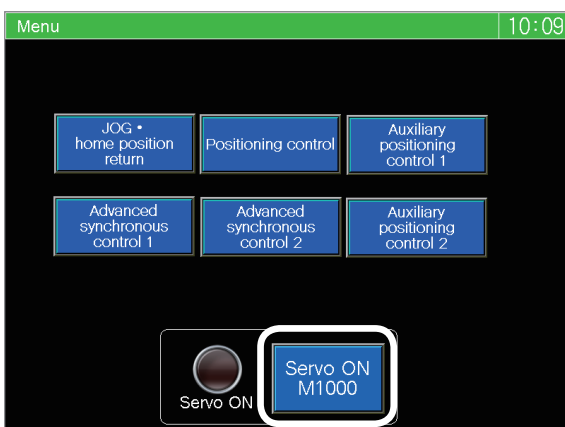 Menu 10:09
JOG •
home position
return
Positioning control
Auxiliary
positioning
control 1
Advanced
synchronous
control 1
Advanced
synchronous
control 2
Auxiliary
positioning
control 2
Servo ON
Servo ON
M1000